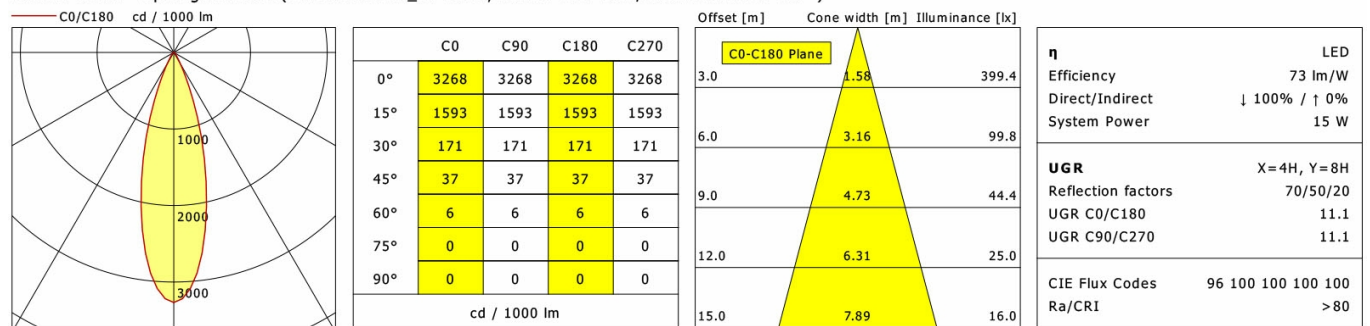 C0/C180 cd / 1000 lm
1000
2000
3000
C0 C90 C180 C270
0° 3268 3268 3268 3268
15° 1593 1593 1593 1593
30° 171 171 171 171
45° 37 37 37 37
60° 6 6 6 6
75° 0 0 0 0
90° 0 0 0 0
cd / 1000 lm
Offset [m] Cone width [m] Illuminance [lx]
C0-C180 Plane
3.0 1.58 399.4
6.0 3.16 99.8
9.0 4.73 44.4
12.0 6.31 25.0
15.0 7.89 16.0
η LED
Efficiency 73 lm/W
Direct/Indirect ↓ 100% / ↑ 0%
System Power 15 W
UGR X=4H, Y=8H
Reflection factors 70/50/20
UGR C0/C180 11.1
UGR C90/C270 11.1
CIE Flux Codes 96 100 100 100 100
Ra/CRI >80